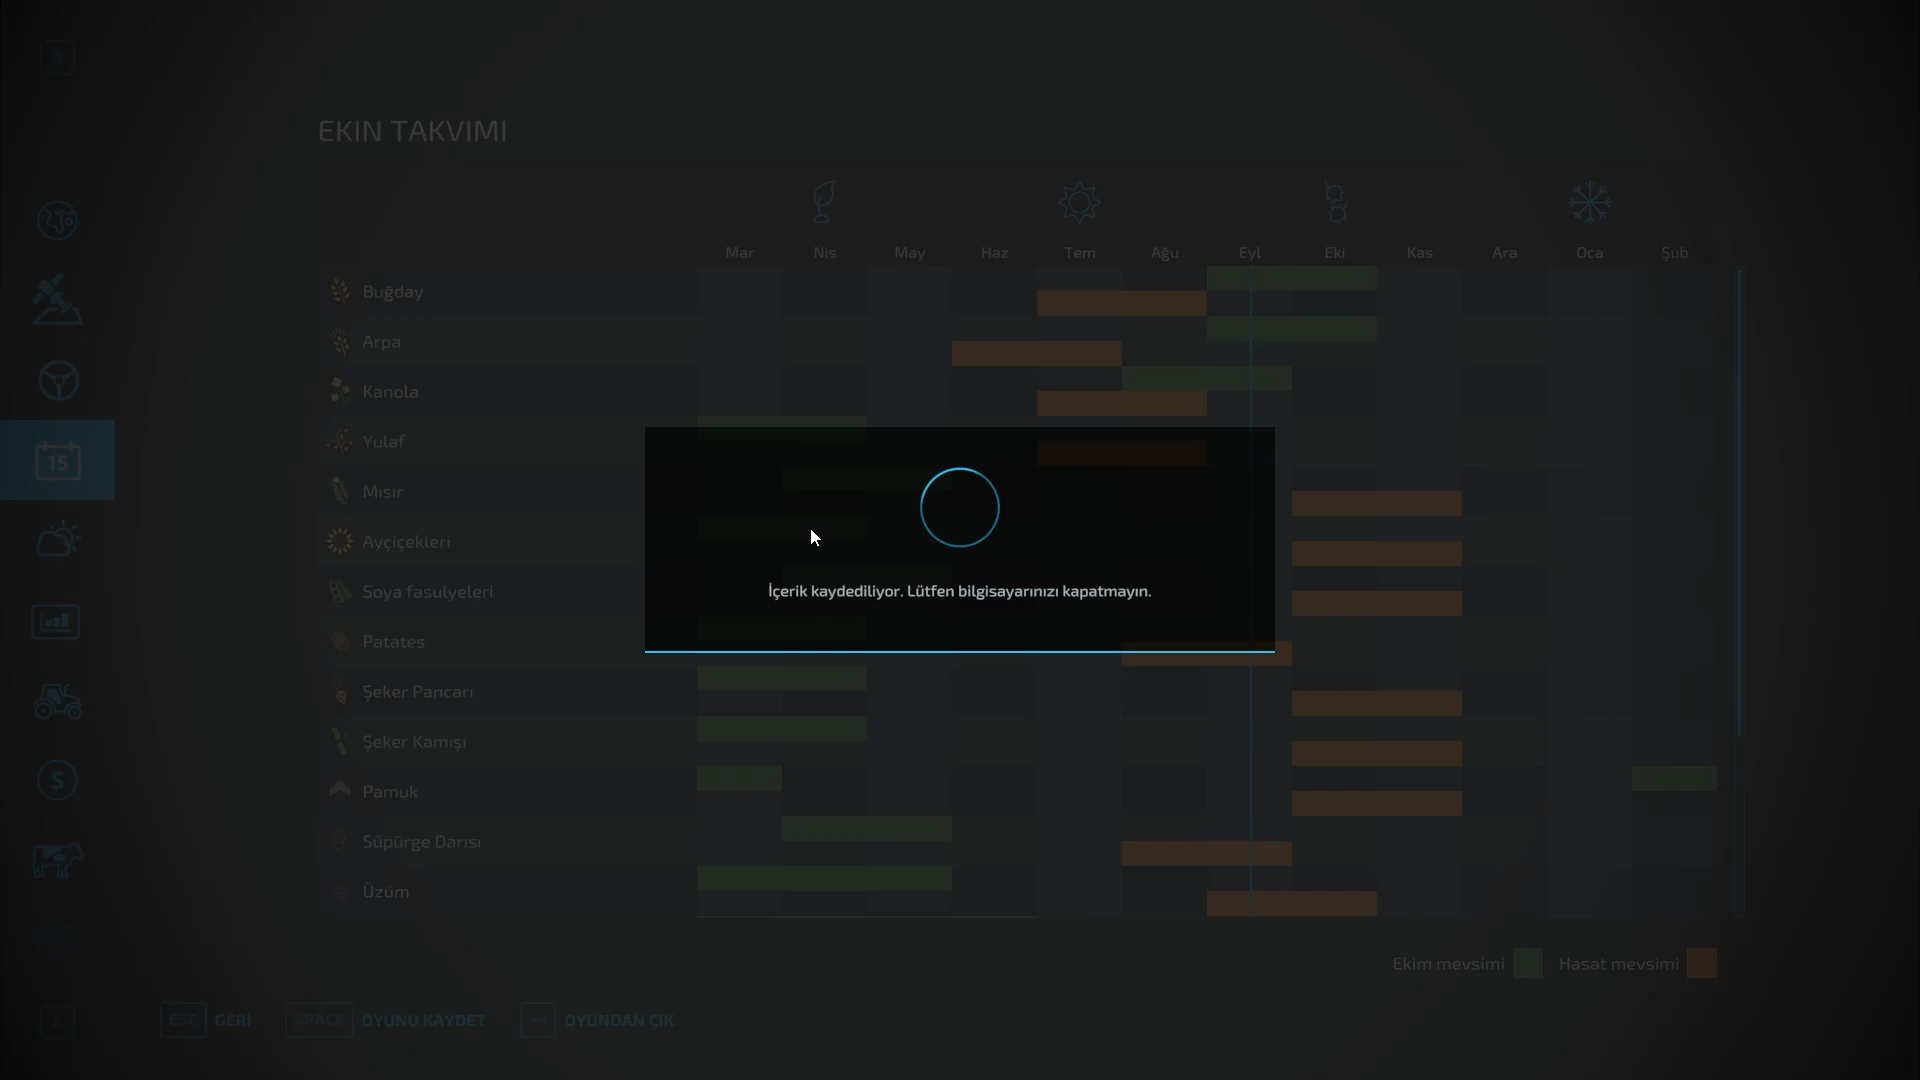 EKIN TAKVIMI
Mar Nis May Haz Tem Ağu Eyl Eki Kas Ara Oca Şub
Buğday
Arpa
Kanola
Yulaf
Mısır
Ayçiçekleri
Soya fasulyeleri
Patates
Şeker Pancarı
Şeker Kamışı
Pamuk
Süpürge Darısı
Üzüm
15
İçerik kaydediliyor. Lütfen bilgisayarınızı kapatmayın.
Ekim mevsimi Hasat mevsimi
ESC GERİ SPACE OYUNU KAYDET OYUNDAN ÇIK